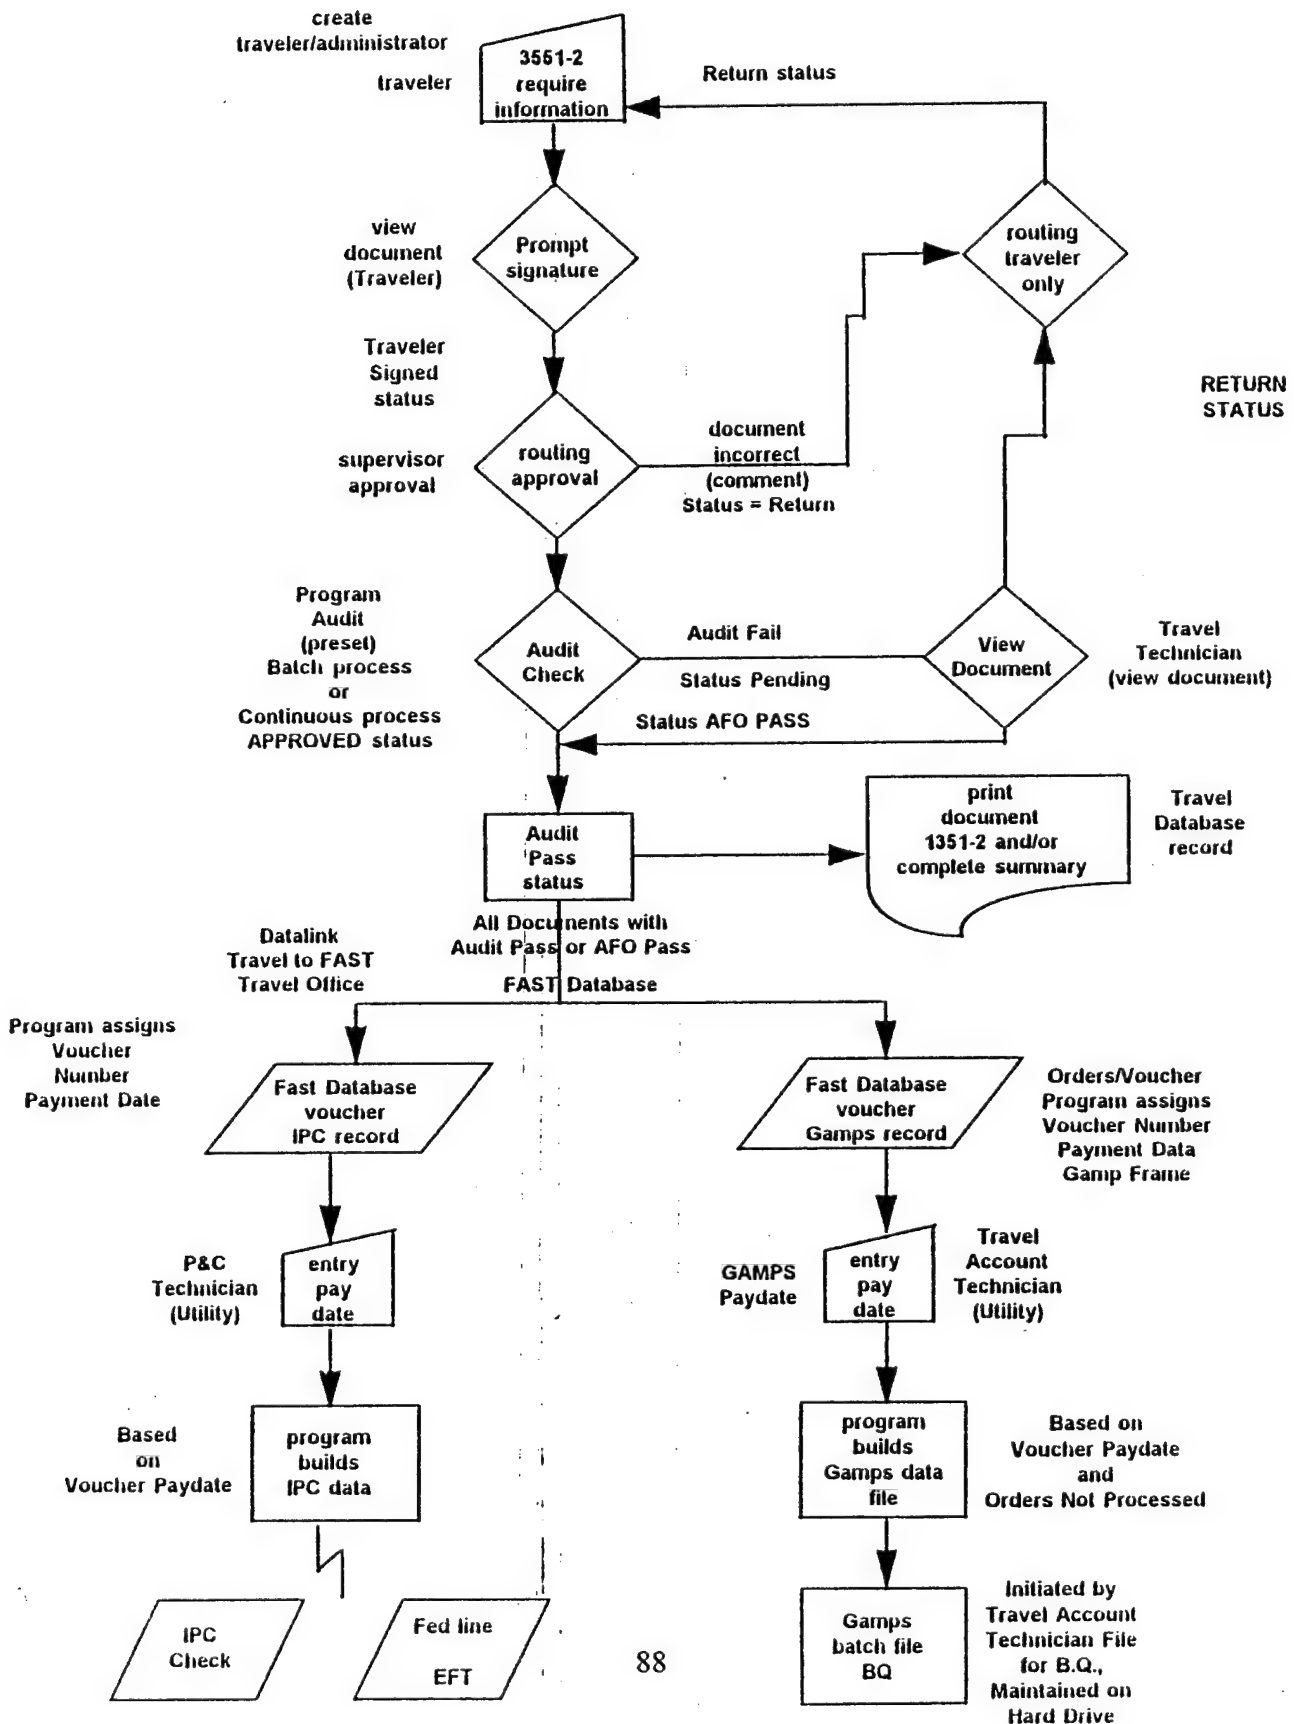 create
traveler/administrator
traveler
3551-2
require
information
Return status
view
document
(Traveler)
Prompt
signature
routing
traveler
only
Traveler
Signed
status
RETURN
STATUS
supervisor
approval
routing
approval
document
incorrect
(comment)
Status = Return
Program
Audit
(preset)
Batch process
or
Continuous process
APPROVED status
Audit
Check
Audit Fail
Status Pending
Status AFO PASS
View
Document
Travel
Technician
(view document)
Audit
Pass
status
print
document
1351-2 and/or
complete summary
Travel
Database
record
All Documents with
Audit Pass or AFO Pass
Datalink
Travel to FAST
Travel Office
FAST Database
Program assigns
Voucher
Number
Payment Date
Fast Database
voucher
IPC record
Fast Database
voucher
Gamps record
Orders/Voucher
Program assigns
Voucher Number
Payment Data
Gamp Frame
P&C
Technician
(Utility)
entry
pay
date
GAMPS
Paydate
entry
pay
date
Travel
Account
Technician
(Utility)
Based
on
Voucher Paydate
program
builds
IPC data
program
builds
Gamps data
file
Based on
Voucher Paydate
and
Orders Not Processed
IPC
Check
Fed line
EFT
88
Gamps
batch file
BQ
Initiated by
Travel Account
Technician File
for B.Q.,
Maintained on
Hard Drive